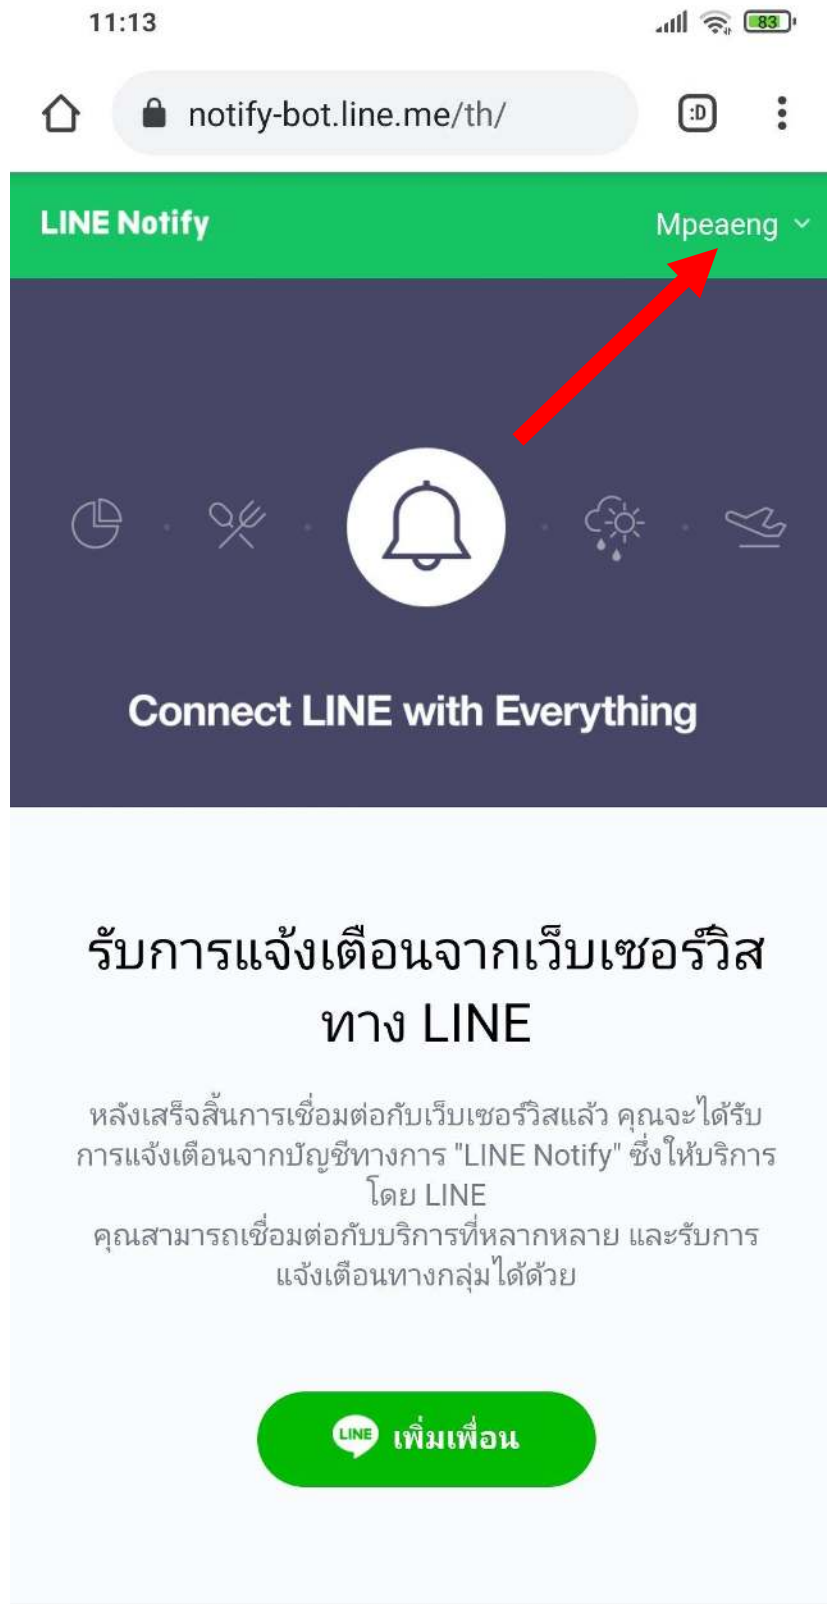 11:13
83
notify-bot.line.me/th/
:D
LINE Notify
Mpeaeng
Connect LINE with Everything
รับการแจ้งเตือนจากเว็บเซอร์วิส
ทาง LINE
หลังเสร็จสิ้นการเชื่อมต่อกับเว็บเซอร์วิสแล้ว คุณจะได้รับ
การแจ้งเตือนจากบัญชีทางการ "LINE Notify" ซึ่งให้บริการ
โดย LINE
คุณสามารถเชื่อมต่อกับบริการที่หลากหลาย และรับการ
แจ้งเตือนทางกลุ่มได้ด้วย
LINE เพิ่มเพื่อน